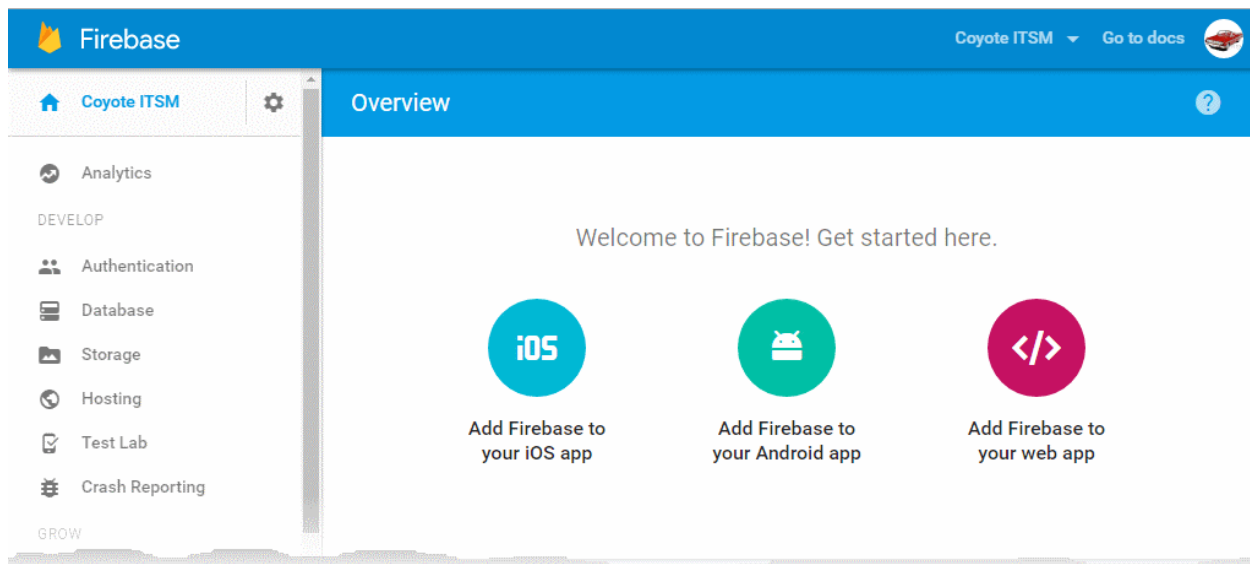 Firebase
Coyote ITSM
Go to docs
Coyote ITSM
Overview
?
Analytics
DEVELOP
Authentication
Database
Storage
Hosting
Test Lab
Crash Reporting
GROW
Welcome to Firebase! Get started here.
iOS
</>
Add Firebase to
your iOS app
Add Firebase to
your Android app
Add Firebase to
your web app